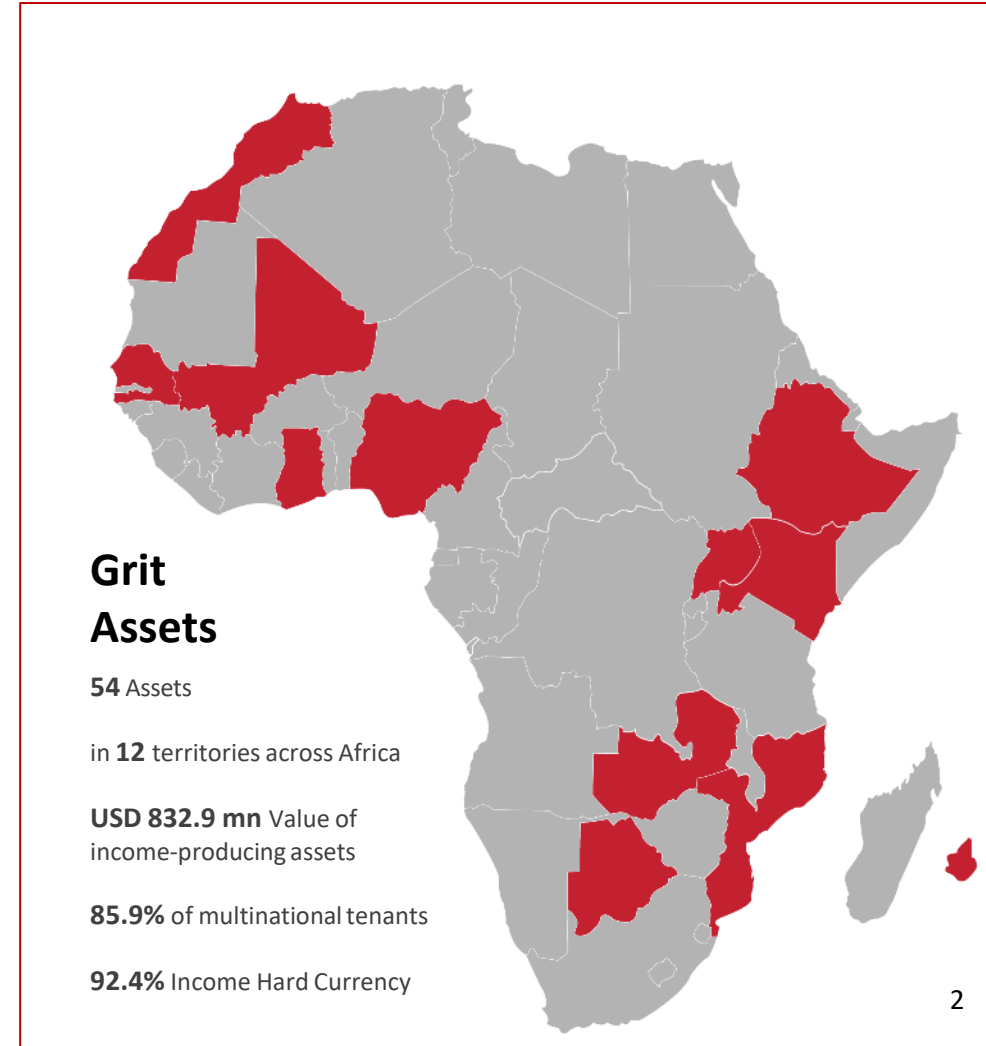 Grit
Assets
54 Assets
in 12 territories across Africa
USD 832.9 mn Value of
income-producing assets
85.9% of multinational tenants
92.4% Income Hard Currency
2